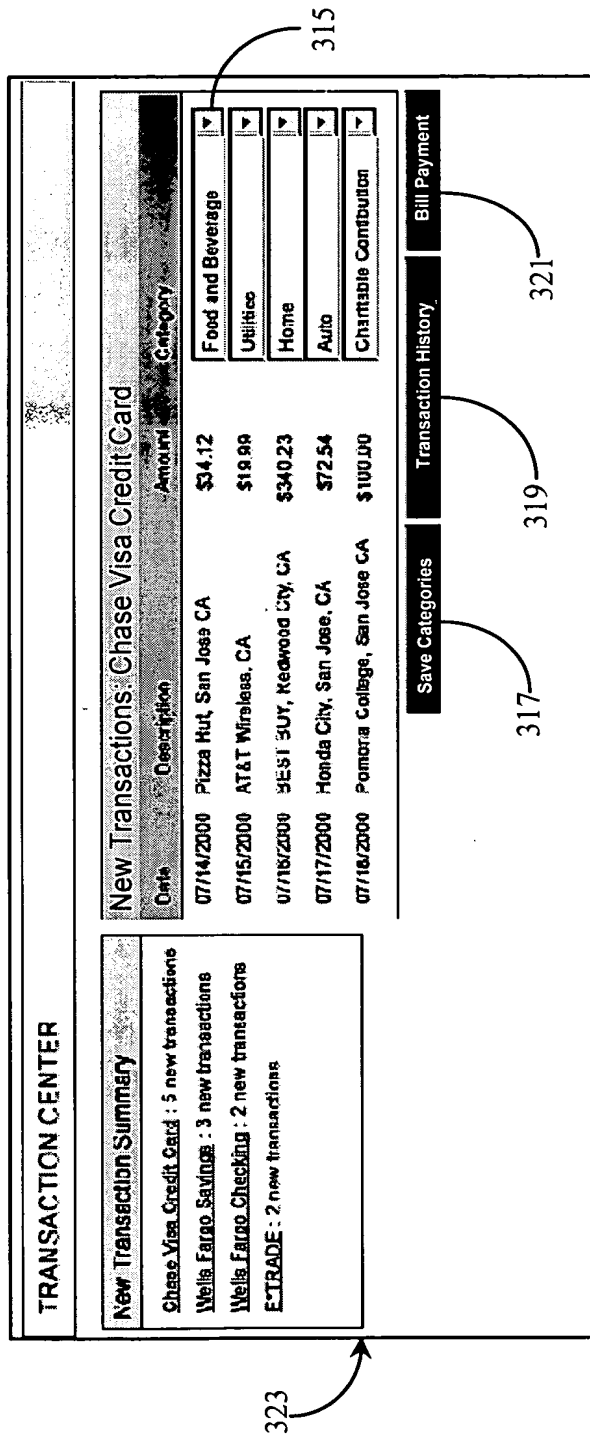 TRANSACTION CENTER
New Transaction Summary
Chase Visa Credit Card : 5 new transactions
Wells Fargo Savings : 3 new transactions
Wells Fargo Checking : 2 new transactions
E*TRADE : 2 new transactions
New Transactions: Chase Visa Credit Card
Date Description Amount Category
07/14/2000 Pizza Hut, San Jose CA $34.12 Food and Beverage
07/15/2000 AT&T Wireless, CA $19.99 Utilities
07/16/2000 BEST BUY, Redwood City, CA $340.23 Home
07/17/2000 Honda City, San Jose, CA $72.54 Auto
07/18/2000 Pomona College, San Jose CA $100.00 Charitable Contibution
Save Categories Transaction History Bill Payment
315
317
319
321
323